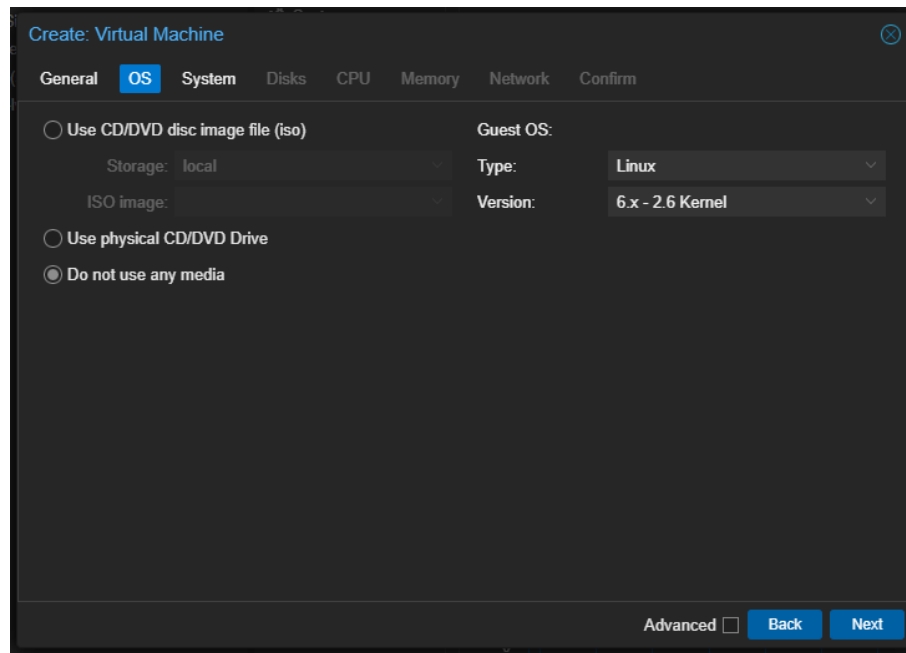 Create: Virtual Machine
General OS System Disks CPU Memory Network Confirm
Use CD/DVD disc image file (iso) Guest OS:
Storage: local Type: Linux
ISO image: Version: 6.x - 2.6 Kernel
Use physical CD/DVD Drive
Do not use any media
Advanced Back Next